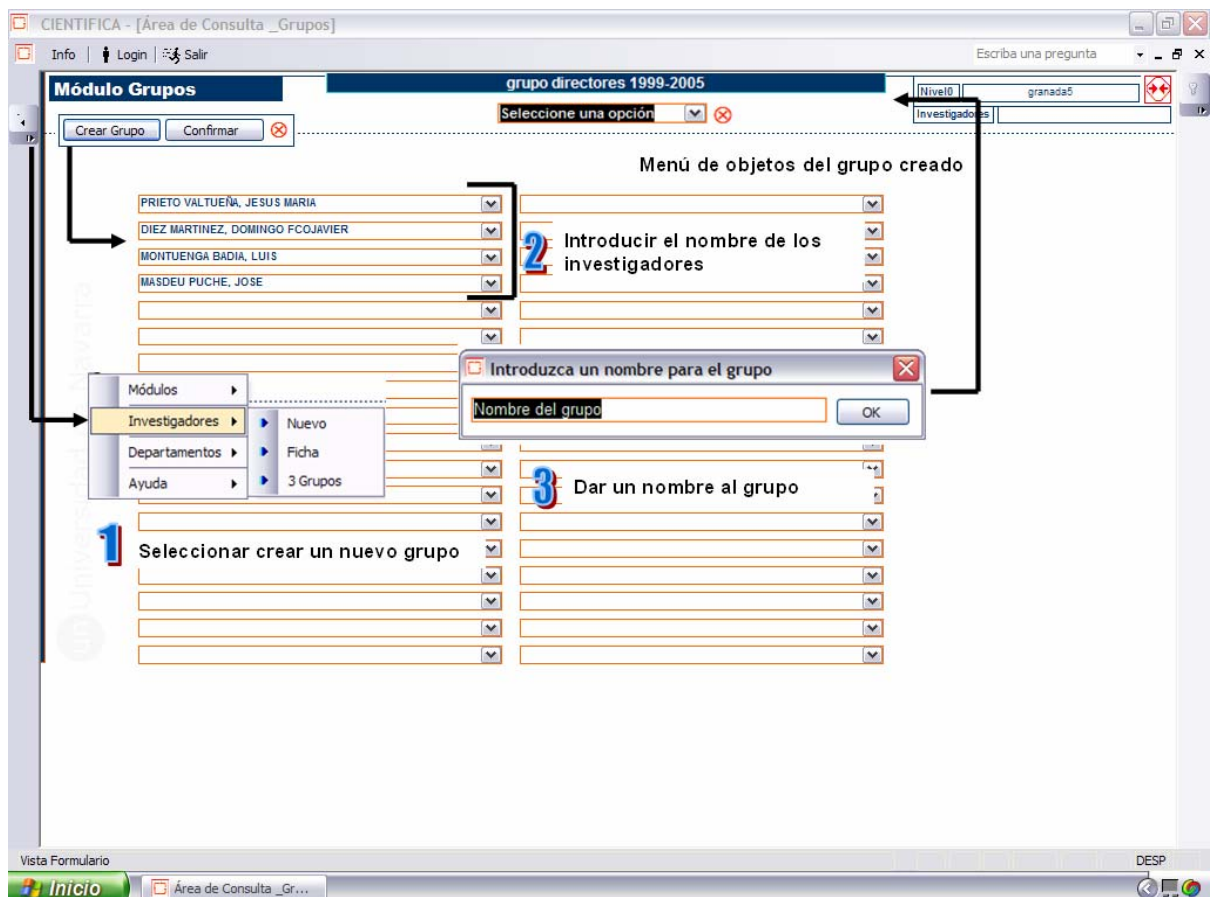 CIENTIFICA - [Área de Consulta _Grupos]
Info
Login
Salir
Escriba una pregunta
Módulo Grupos
grupo directores 1999-2005
Nivel0
granada5
Seleccione una opción
Investigadores
Crear Grupo
Confirmar
Menú de objetos del grupo creado
PRIETO VALTUEÑA, JESUS MARIA
DIEZ MARTINEZ, DOMINGO FCOJAVIER
MONTUENGA BADIA, LUIS
MASDEU PUCHE, JOSE
2
Introducir el nombre de los
investigadores
Introduzca un nombre para el grupo
Nombre del grupo
OK
Módulos
Investigadores
Departamentos
Ayuda
Nuevo
Ficha
3 Grupos
3
Dar un nombre al grupo
1
Seleccionar crear un nuevo grupo
Universidad Navarra
Vista Formulario
DESP
Inicio
Área de Consulta _Gr...